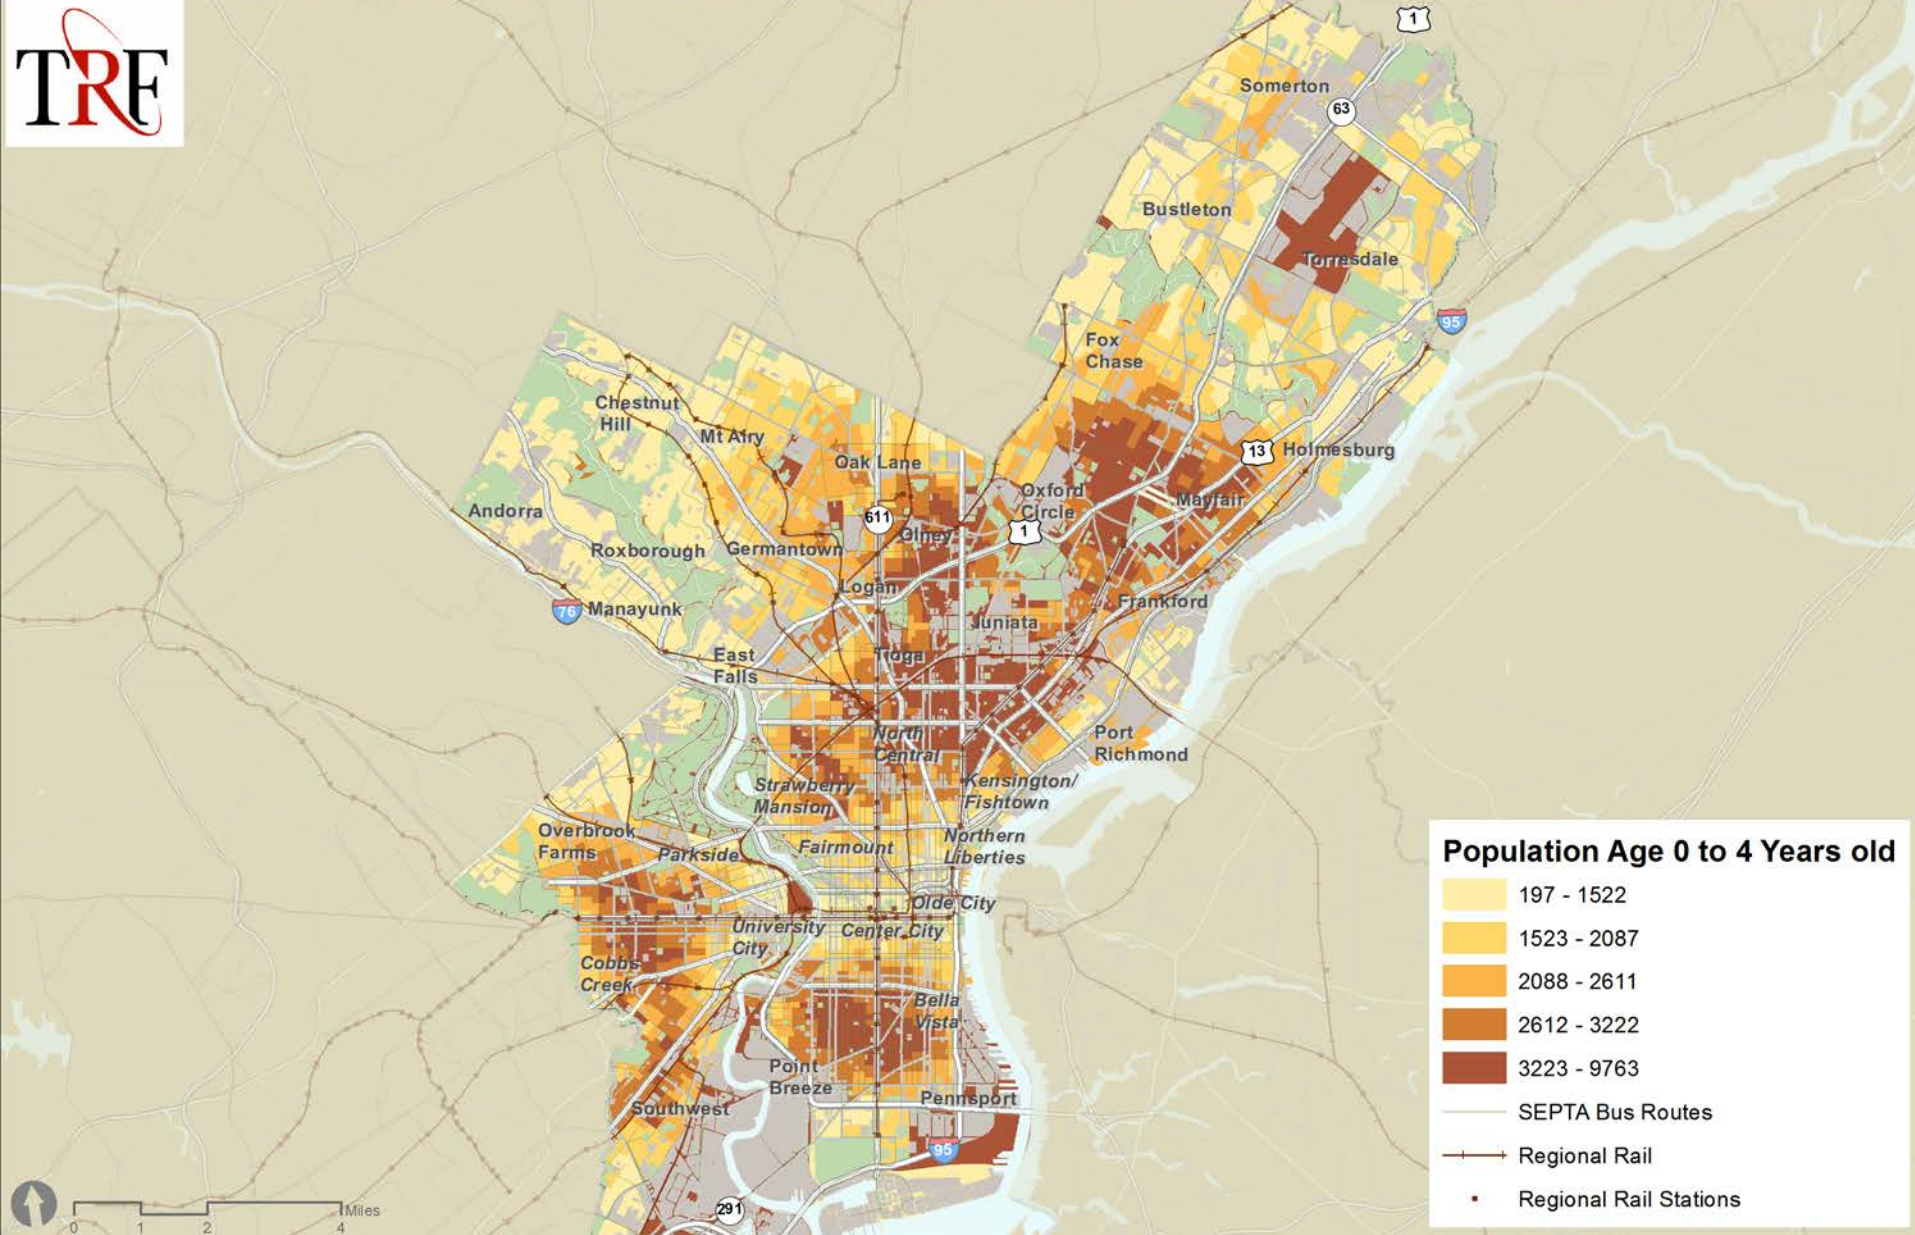 TRF
1
Somerton
63
Bustleton
Torresdale
95
Fox
Chase
Chestnut
Hill
Mt Airy
Oak Lane
13
Holmesburg
Oxford
Circle
Mayfair
Andorra
611
1
Olney
Roxborough
Germantown
Logan
76
Manayunk
Frankford
Juniata
East
Falls
Tioga
North
Central
Port
Richmond
Strawberry
Mansion
Kensington/
Fishtown
Overbrook
Farms
Parkside
Fairmount
Northern
Liberties
Olde City
University
City
Center City
Cobbs
Creek
Bella
Vista
Point
Breeze
Southwest
Pennsport
95
291
Population Age 0 to 4 Years old
197 - 1522
1523 - 2087
2088 - 2611
2612 - 3222
3223 - 9763
SEPTA Bus Routes
Regional Rail
Regional Rail Stations
Miles
0 1 2 4